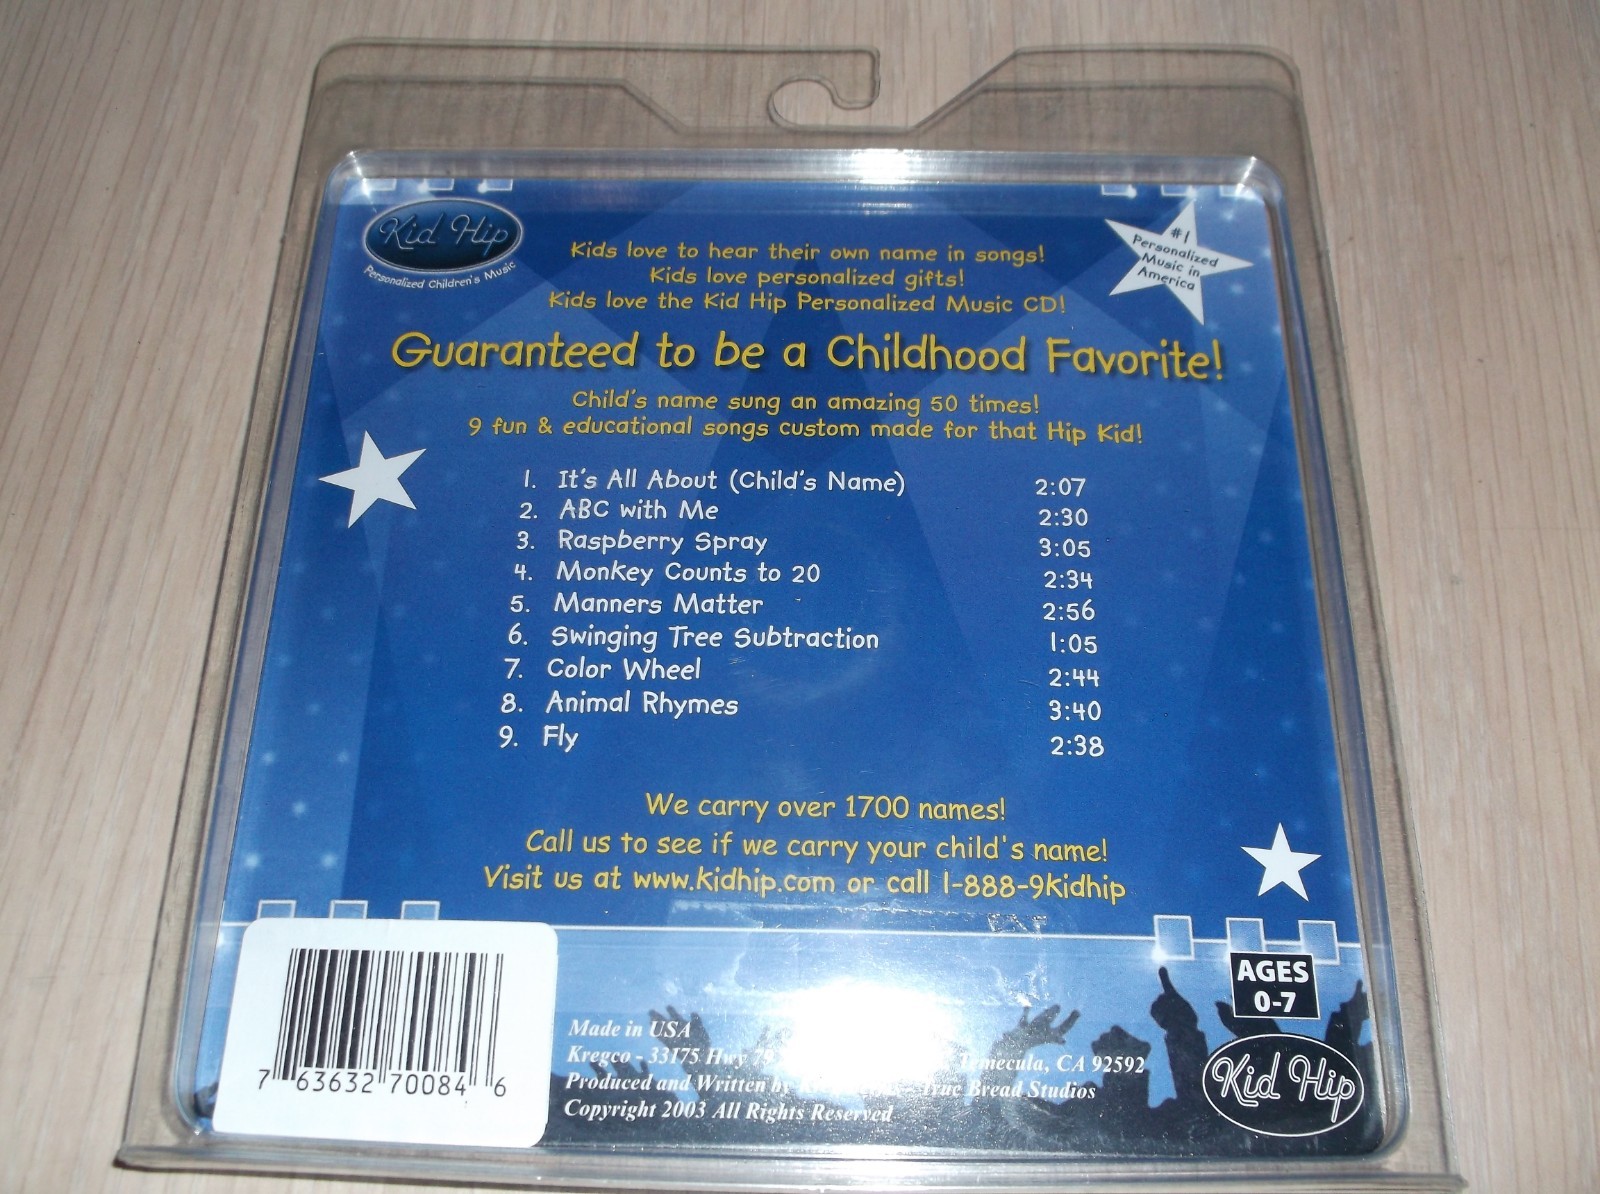 Kid Hip
Personalized Children's Music
#1
Personalized
Music in
America
Kids love to hear their own name in songs!
Kids love personalized gifts!
Kids love the Kid Hip Personalized Music CD!
Guaranteed to be a Childhood Favorite!
Child's name sung an amazing 50 times!
9 fun & educational songs custom made for that Hip Kid!
1. It's All About (Child's Name) 2:07
2. ABC with Me 2:30
3. Raspberry Spray 3:05
4. Monkey Counts to 20 2:34
5. Manners Matter 2:56
6. Swinging Tree Subtraction 1:05
7. Color Wheel 2:44
8. Animal Rhymes 3:40
9. Fly 2:38
We carry over 1700 names!
Call us to see if we carry your child's name!
Visit us at www.kidhip.com or call 1-888-9kidhip
AGES
0-7
Kid Hip
Made in USA
Kregco - 33175 Hwy 79 Temecula, CA 92592
Produced and Written by True Bread Studios
Copyright 2003 All Rights Reserved
7 63632 70084 6